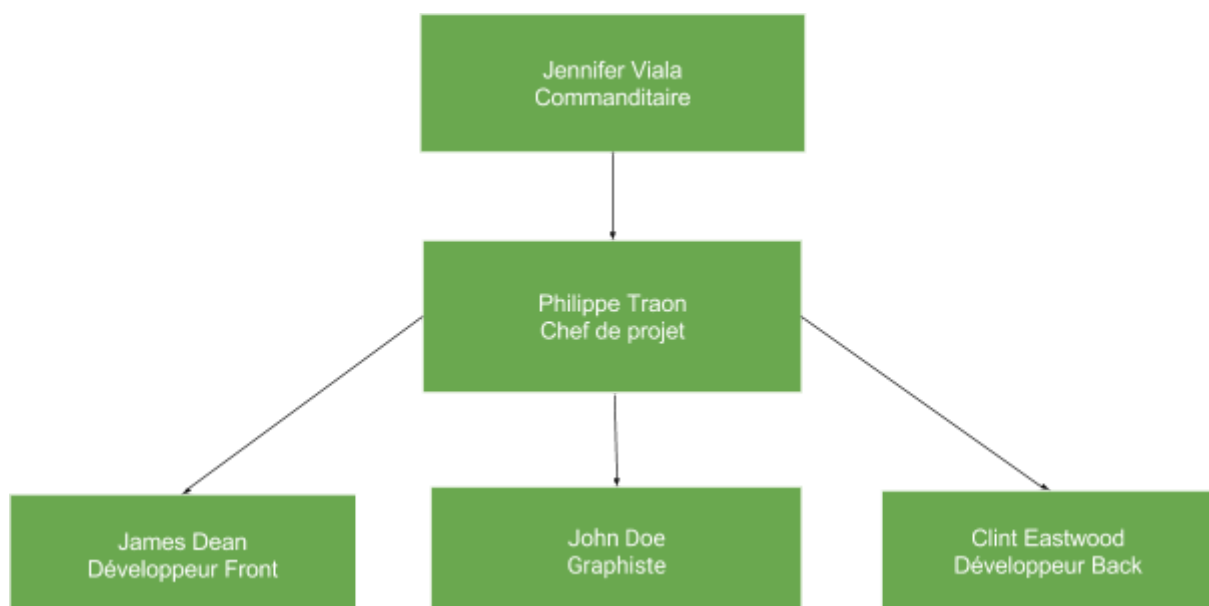 Jennifer Viala
Commanditaire
Philippe Traon
Chef de projet
James Dean
Développeur Front
John Doe
Graphiste
Clint Eastwood
Développeur Back